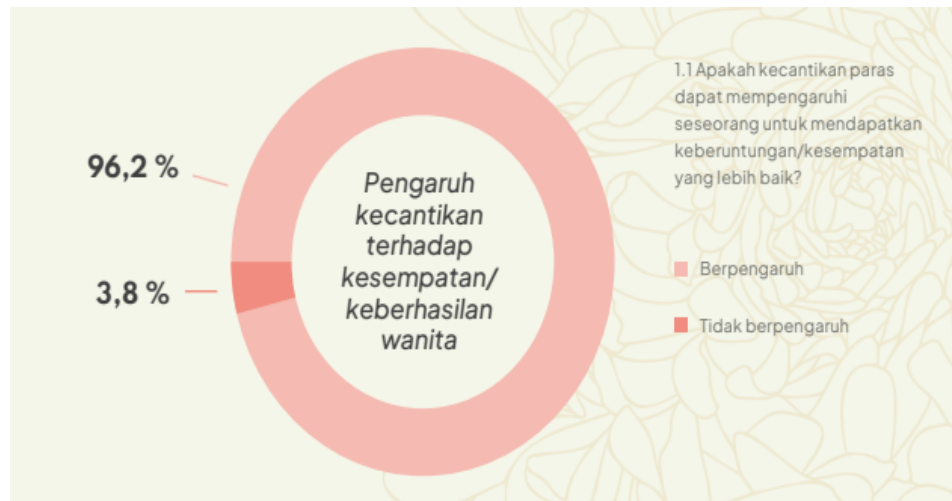 96,2 %
3,8 %
Pengaruh
kecantikan
terhadap
kesempatan/
keberhasilan
wanita
1.1 Apakah kecantikan paras
dapat mempengaruhi
seseorang untuk mendapatkan
keberuntungan/kesempatan
yang lebih baik?
Berpengaruh
Tidak berpengaruh